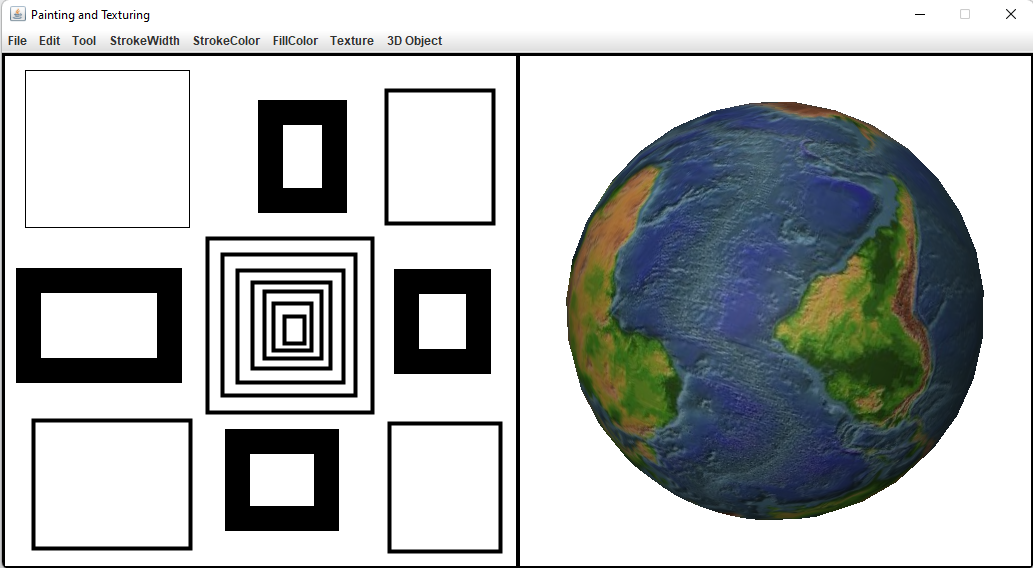 Painting and Texturing
File Edit Tool StrokeWidth StrokeColor FillColor Texture 3D Object